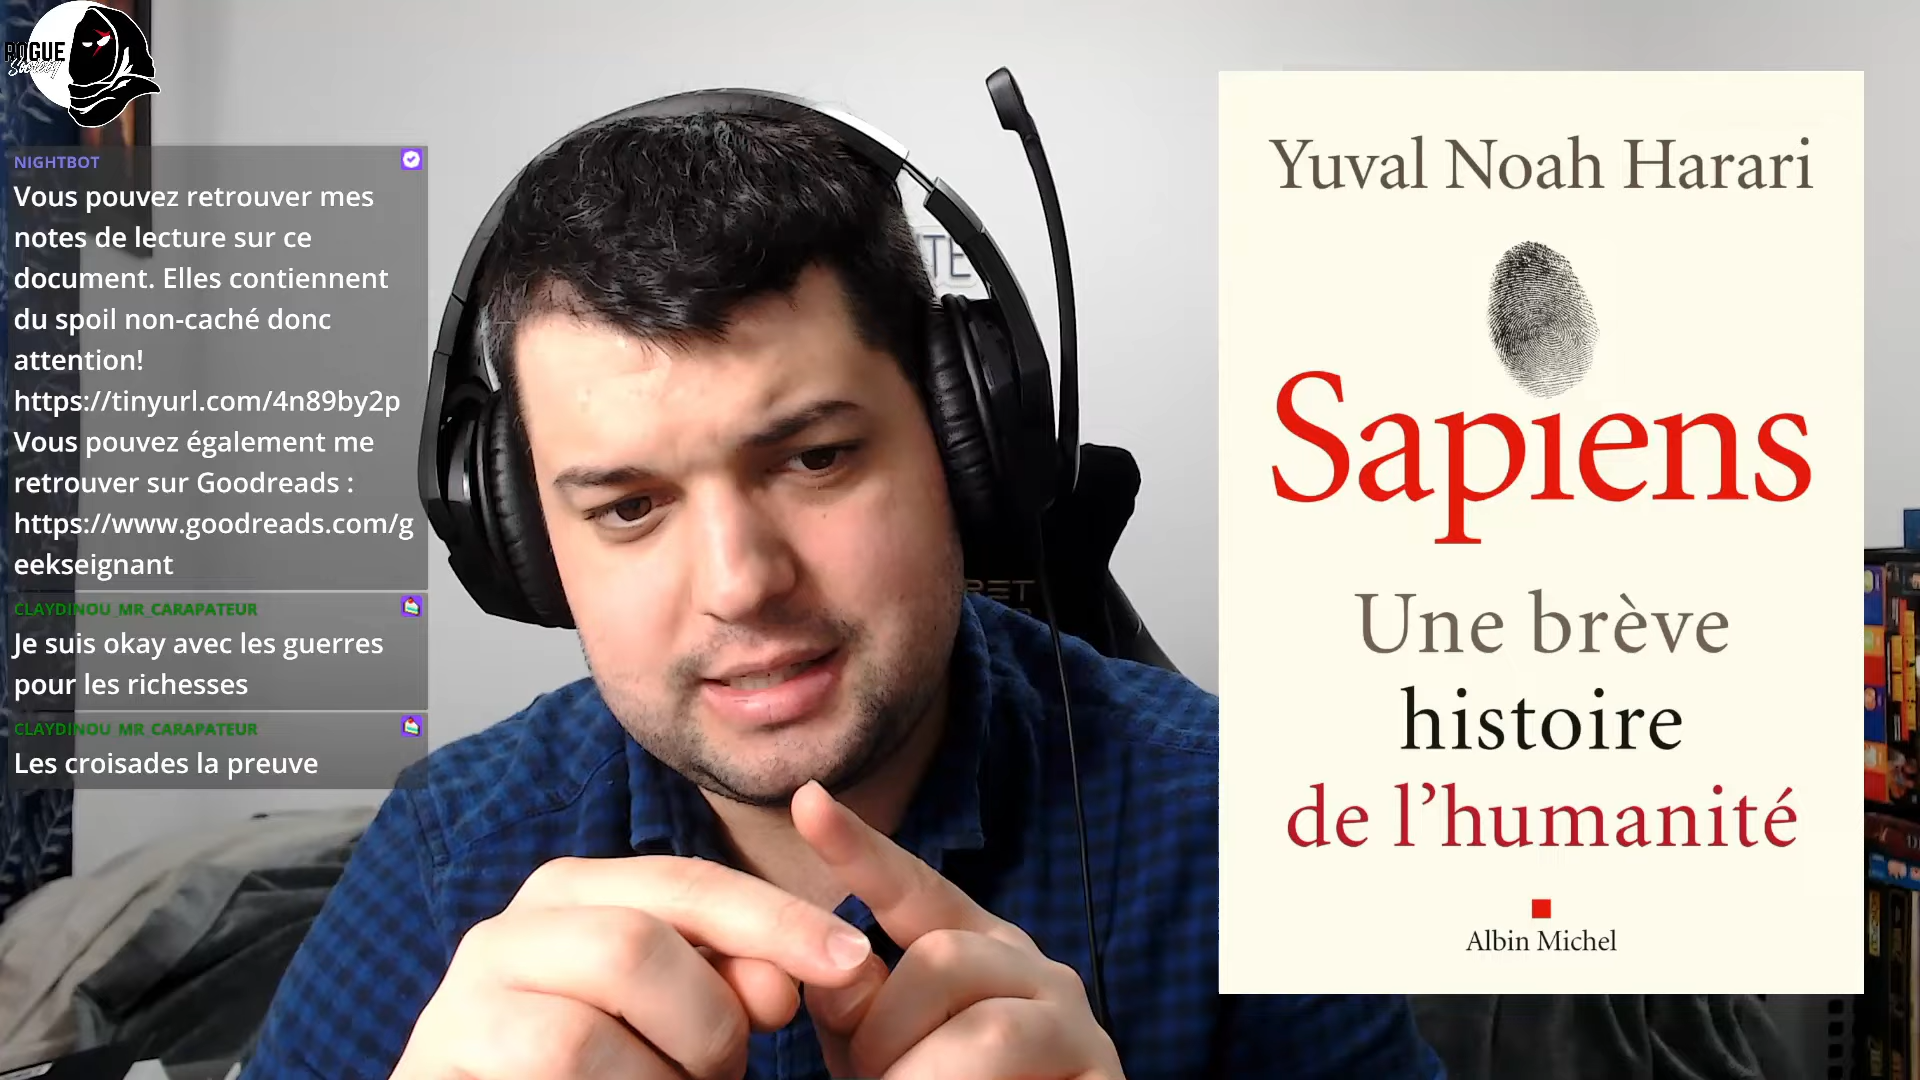 ROGUE
Society
NIGHTBOT
Vous pouvez retrouver mes
notes de lecture sur ce
document. Elles contiennent
du spoil non-caché donc
attention!
https://tinyurl.com/4n89by2p
Vous pouvez également me
retrouver sur Goodreads :
https://www.goodreads.com/g
eekseignant
CLAYDINOU_MR_CARAPATEUR
Je suis okay avec les guerres
pour les richesses
CLAYDINOU_MR_CARAPATEUR
Les croisades la preuve
Yuval Noah Harari
Sapiens
Une brève
histoire
de l'humanité
Albin Michel